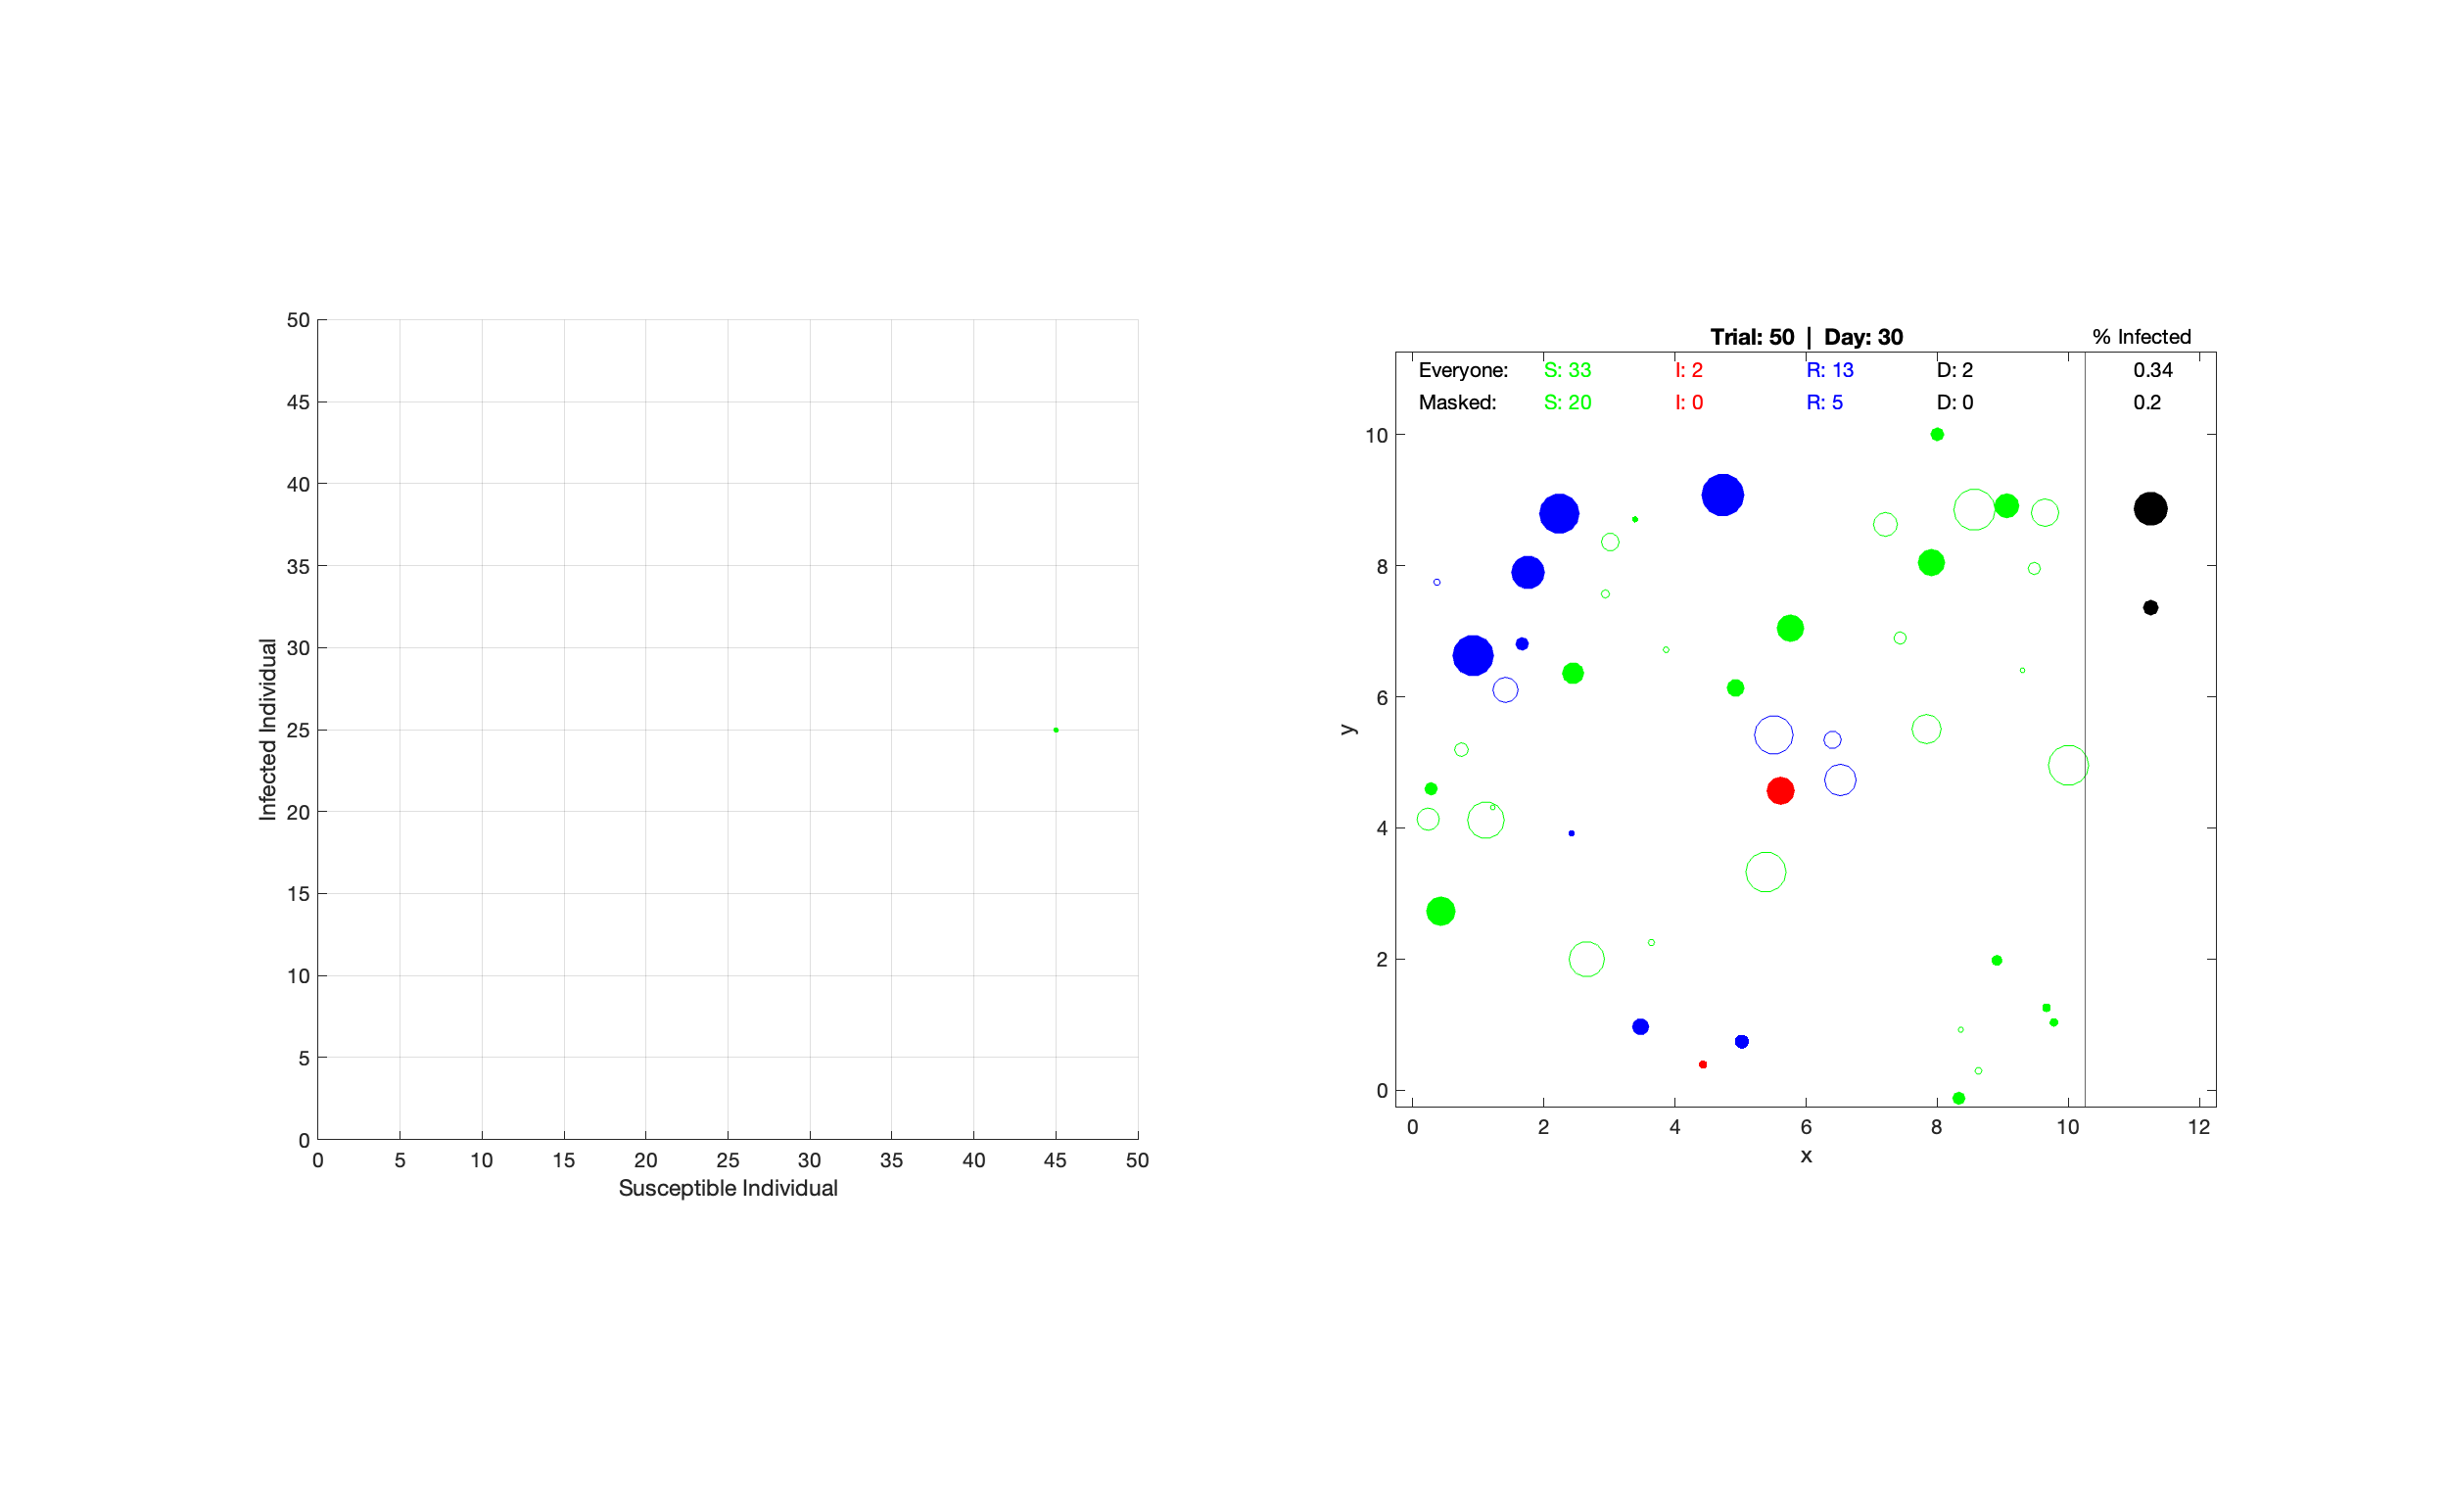 50
45
40
35
30
25
20
15
10
5
0
0 5 10 15 20 25 30 35 40 45 50
Infected Individual
Susceptible Individual
Trial: 50 | Day: 30 % Infected
Everyone: S: 33 I: 2 R: 13 D: 2 0.34
Masked: S: 20 I: 0 R: 5 D: 0 0.2
10
8
6
4
2
0
0 2 4 6 8 10 12
y
x